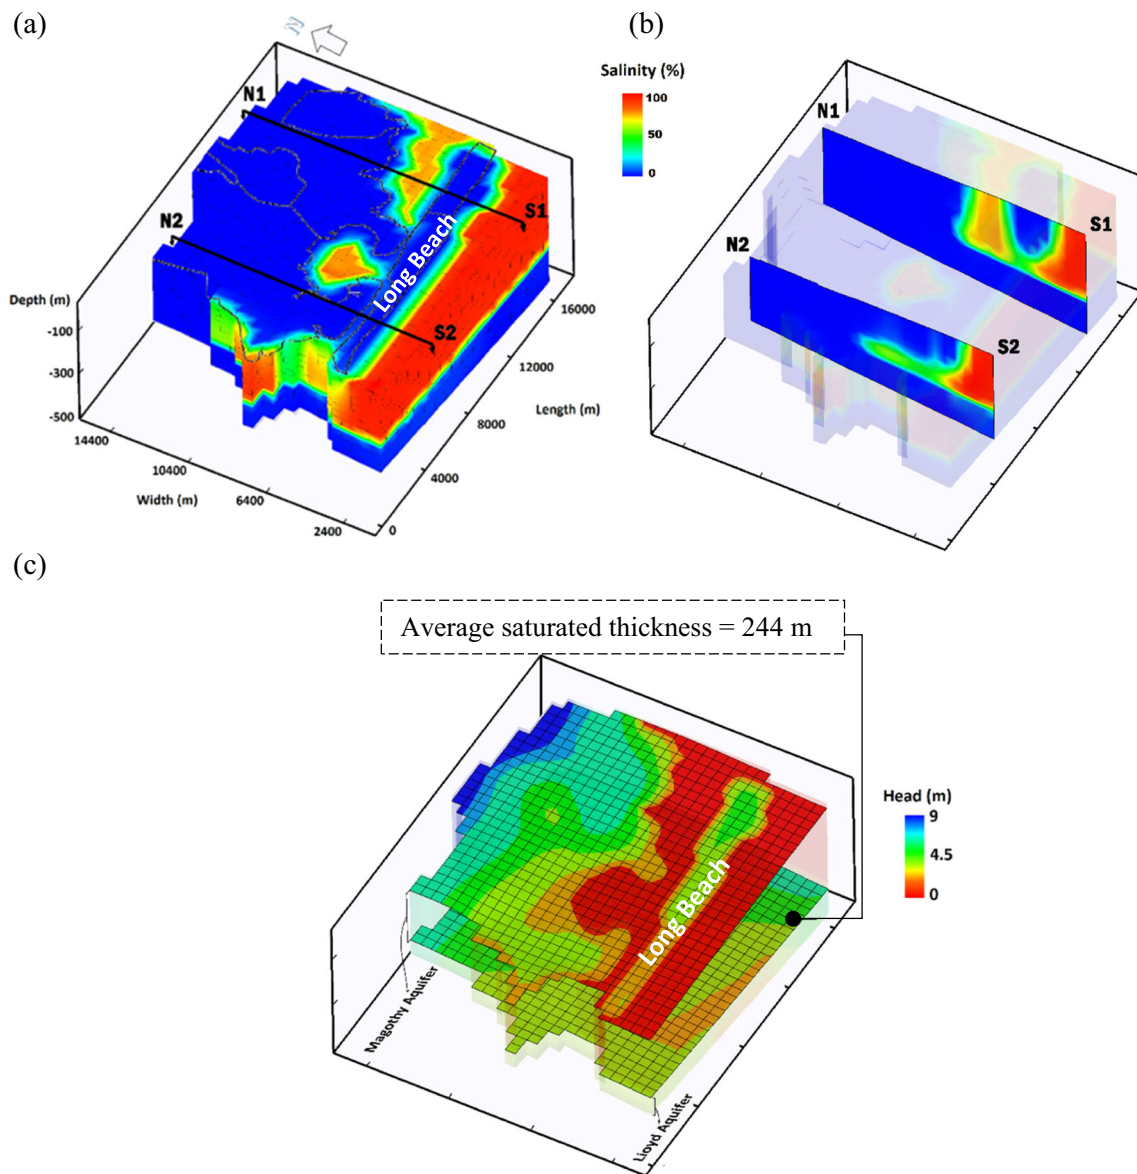 (a)
N
N1
S1
N2
S2
Long Beach
Depth (m)
-100
-300
-500
14400
10400
6400
2400
Width (m)
0
4000
8000
12000
16000
Length (m)
(b)
Salinity (%)
100
50
0
N1
S1
N2
S2
(c)
Average saturated thickness = 244 m
Long Beach
Head (m)
9
4.5
0
Magothy Aquifer
Lloyd Aquifer